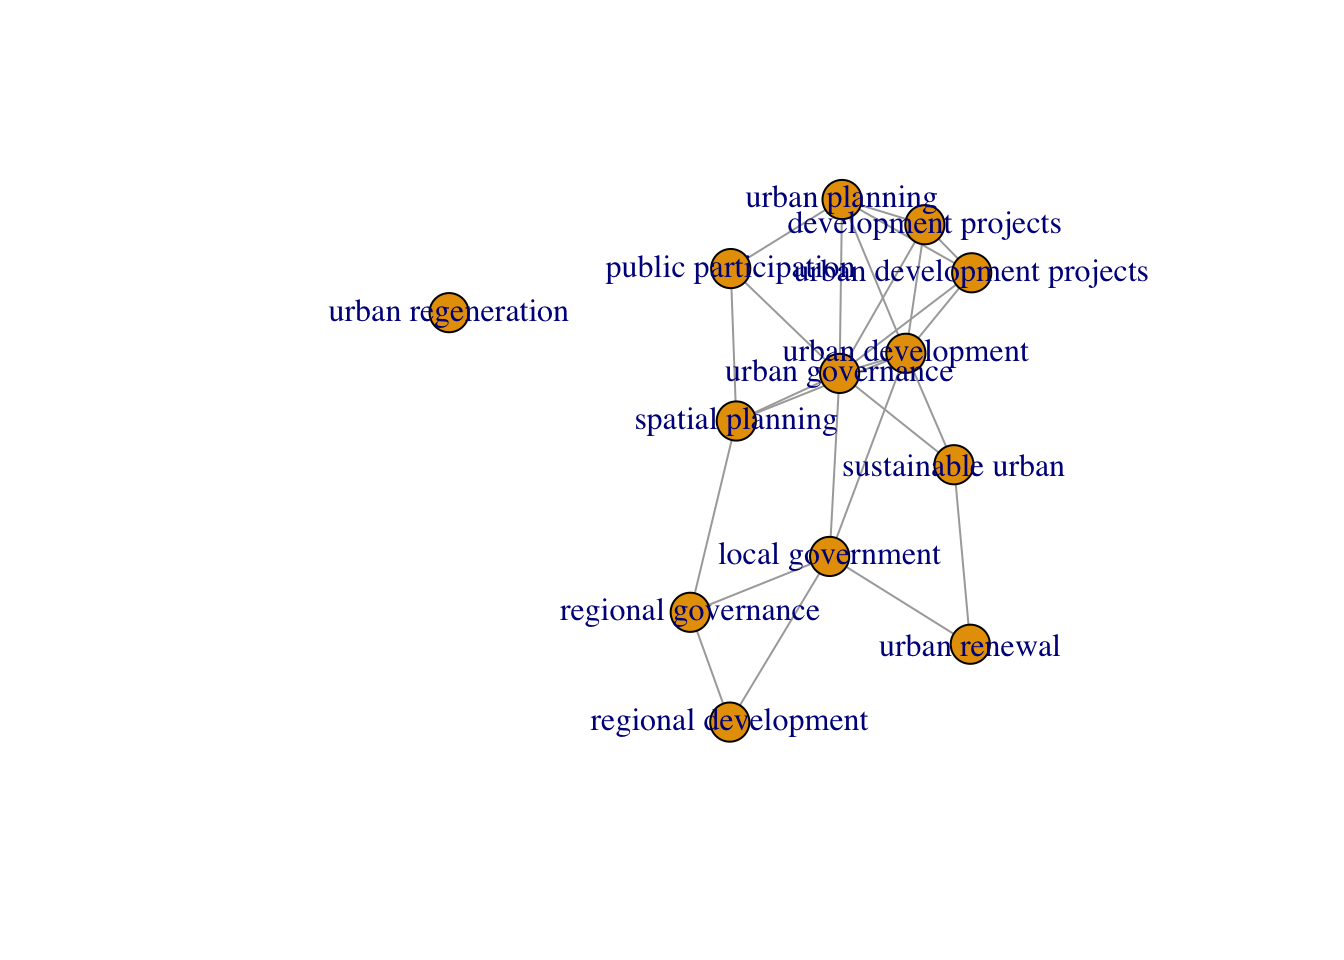 urban planning
development projects
public participation
urban development projects
urban regeneration
urban development
urban governance
spatial planning
sustainable urban
local government
regional governance
urban renewal
regional development